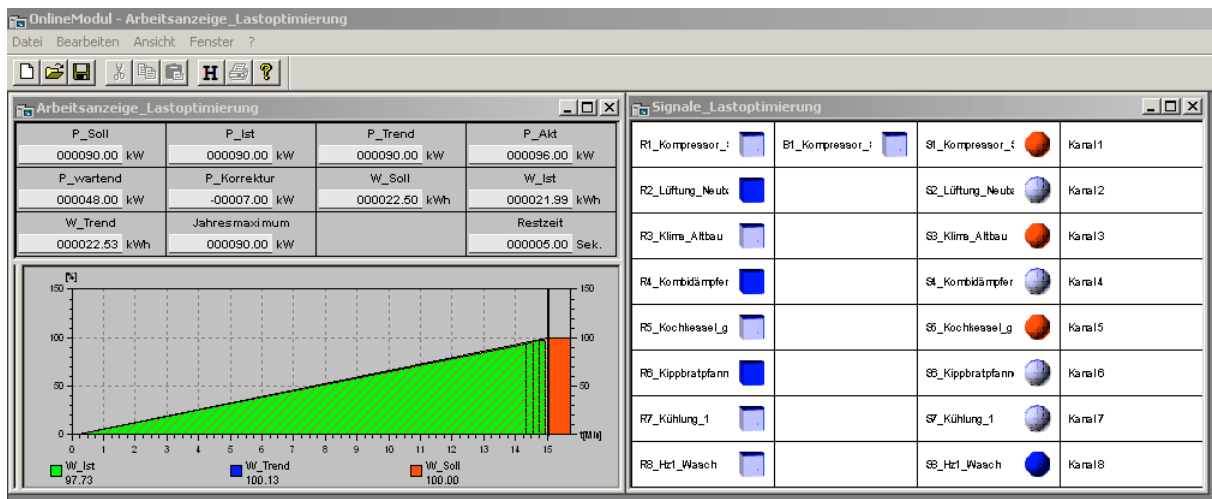 OnlineModul - Arbeitsanzeige_Lastoptimierung
Datei Bearbeiten Ansicht Fenster ?
H ?
Arbeitsanzeige_Lastoptimierung
P_Soll P_Ist P_Trend P_Akt
000090.00 kW 000090.00 kW 000090.00 kW 000096.00 kW
P_wartend P_Korrektur W_Soll W_Ist
000048.00 kW -00007.00 kW 000022.50 kWh 000021.99 kWh
W_Trend Jahresmaximum Restzeit
000022.53 kWh 000090.00 kW 000005.00 Sek.
[%]
150 150
100 100
50 50
0 0 t[Min]
0 1 2 3 4 5 6 7 8 9 10 11 12 13 14 15
W_Ist W_Trend W_Soll
97.73 100.13 100.00
Signale_Lastoptimierung
R1_Kompressor_ B1_Kompressor_ S1_Kompressor_ Kanal1
R2_Lüftung_Neub S2_Lüftung_Neub Kanal2
R3_Klima_Altbau S3_Klima_Altbau Kanal3
R4_Kombidämpfer S4_Kombidämpfer Kanal4
R5_Kochkessel_g S5_Kochkessel_g Kanal5
R6_Kippbratpfann S6_Kippbratpfann Kanal6
R7_Kühlung_1 S7_Kühlung_1 Kanal7
R8_Hz1_Wasch S8_Hz1_Wasch Kanal8